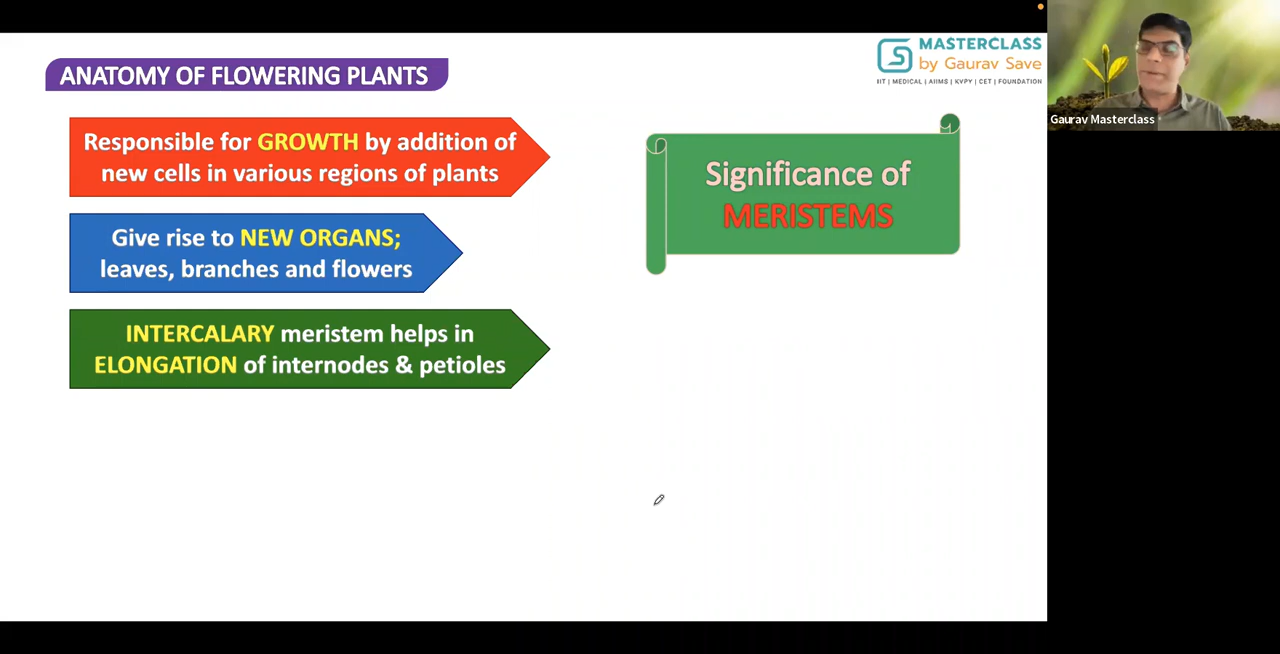 ANATOMY OF FLOWERING PLANTS
MASTERCLASS
by Gaurav Save
IIT | MEDICAL | AIIMS | KVPY | CET | FOUNDATION
Gaurav Masterclass
Responsible for GROWTH by addition of
new cells in various regions of plants
Significance of
MERISTEMS
Give rise to NEW ORGANS;
leaves, branches and flowers
INTERCALARY meristem helps in
ELONGATION of internodes & petioles